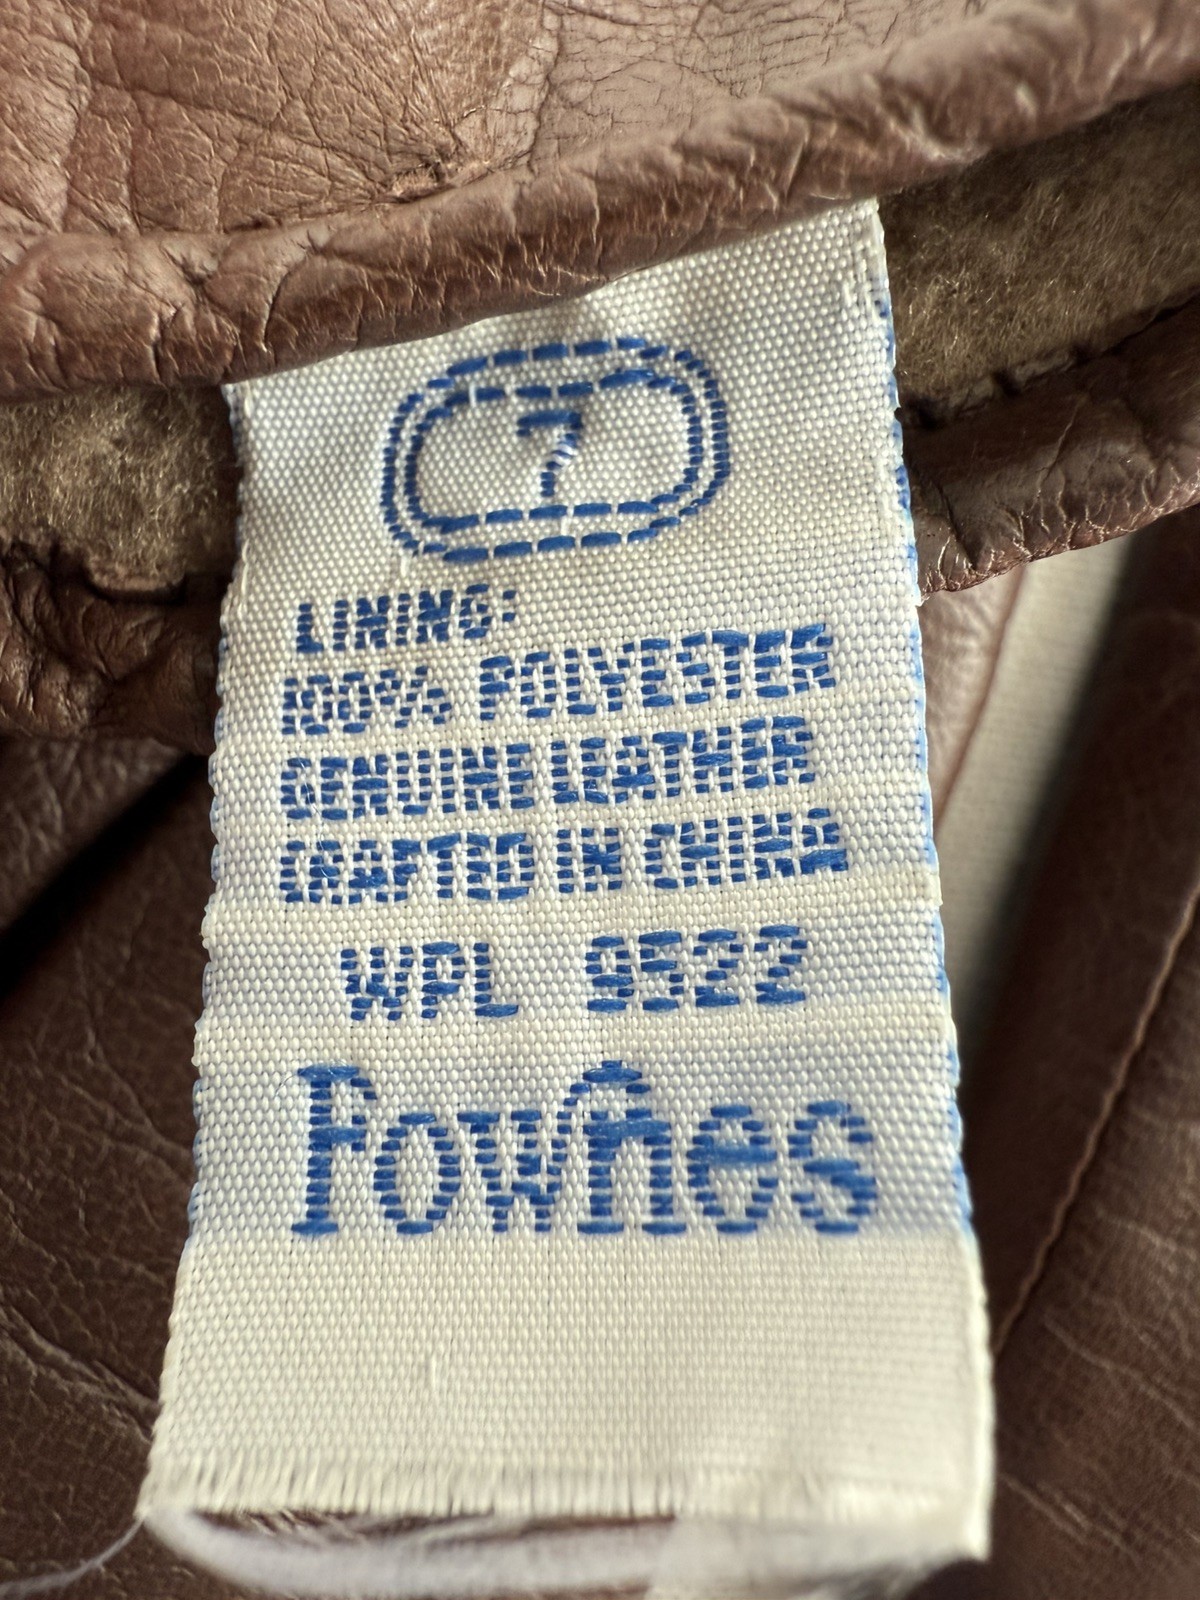 7
LINING:
100% POLYESTER
GENUINE LEATHER
CRAFTED IN CHINA
WPL 9522
Fownes